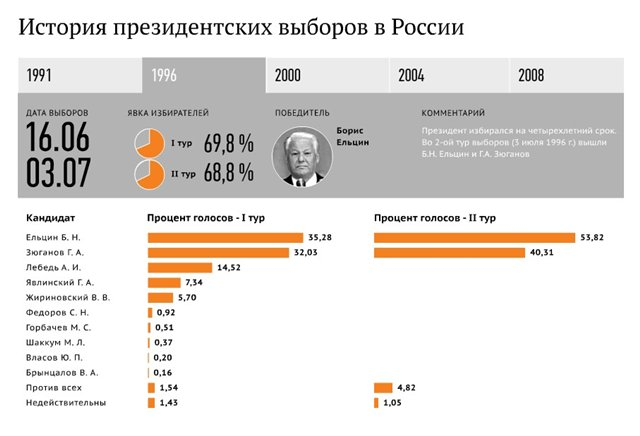 История президентских выборов в России
1991 1996 2000 2004 2008
ДАТА ВЫБОРОВ ЯВКА ИЗБИРАТЕЛЕЙ ПОБЕДИТЕЛЬ КОММЕНТАРИЙ
16.06
03.07
I тур 69,8 %
II тур 68,8 %
Борис
Ельцин
Президент избирался на четырехлетний срок.
Во 2-ой тур выборов (3 июля 1996 г.) вышли
Б.Н. Ельцин и Г.А. Зюганов
Кандидат Процент голосов - I тур Процент голосов - II тур
Ельцин Б. Н. 35,28 53,82
Зюганов Г. А. 32,03 40,31
Лебедь А. И. 14,52
Явлинский Г. А. 7,34
Жириновский В. В. 5,70
Федоров С. Н. 0,92
Горбачев М. С. 0,51
Шаккум М. Л. 0,37
Власов Ю. П. 0,20
Брынцалов В. А. 0,16
Против всех 1,54 4,82
Недействительны 1,43 1,05